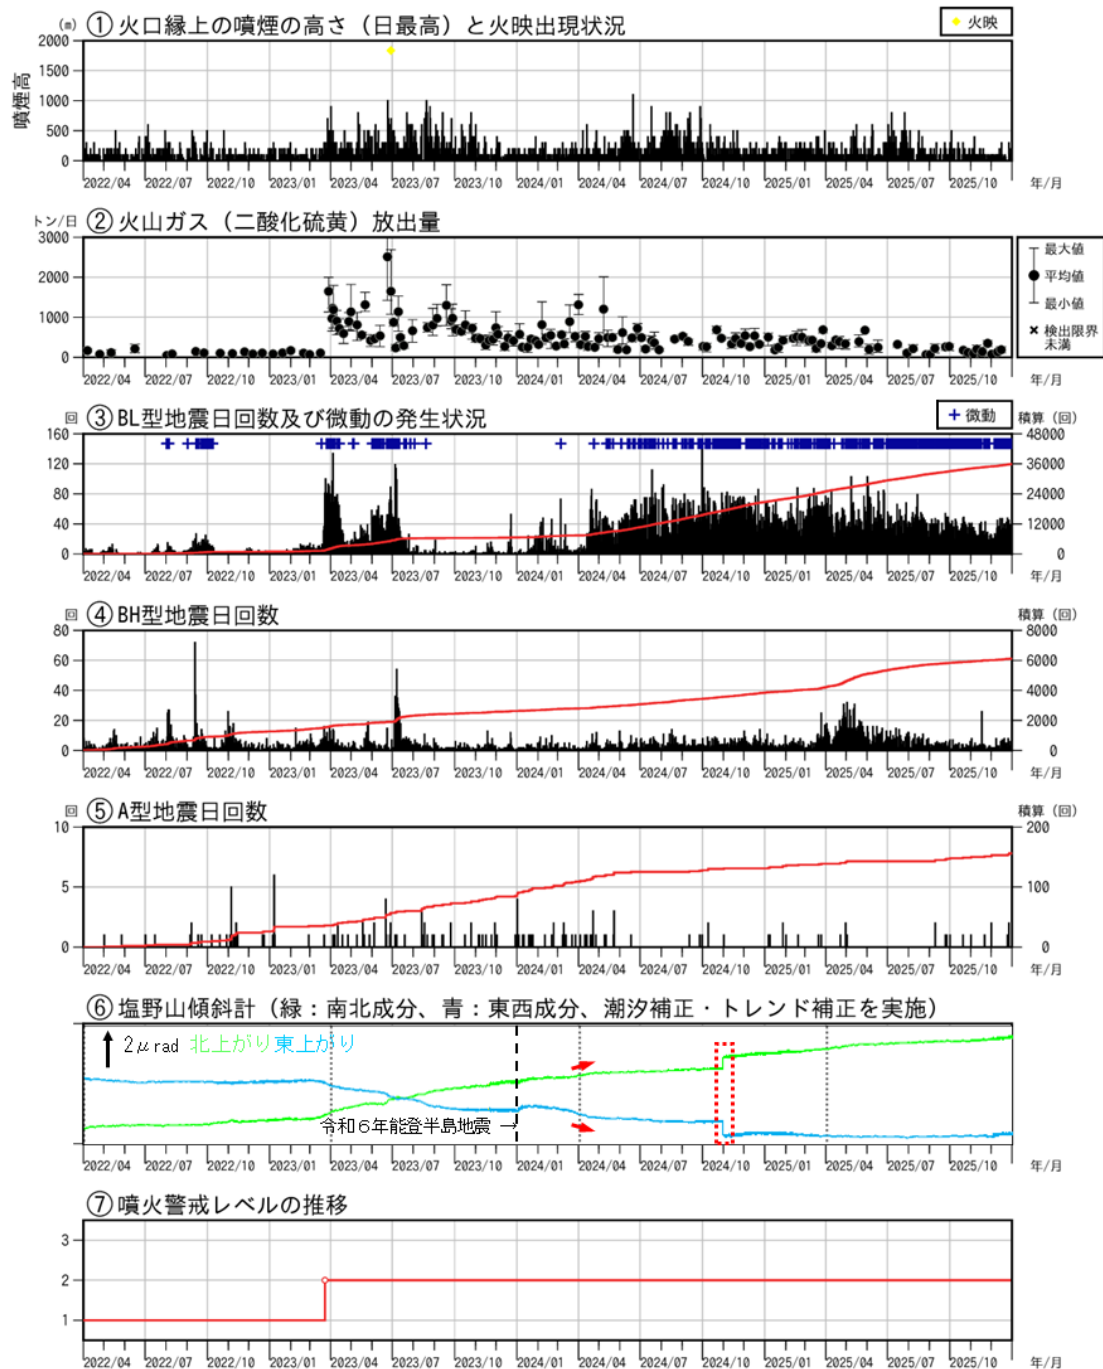 (m) ① 火口縁上の噴煙の高さ（日最高）と火映出現状況
火映
噴煙高
2000
1500
1000
500
0
2022/04 2022/07 2022/10 2023/01 2023/04 2023/07 2023/10 2024/01 2024/04 2024/07 2024/10 2025/01 2025/04 2025/07 2025/10 年/月
トン/日 ② 火山ガス（二酸化硫黄）放出量
3000
2000
1000
0
最大値
平均値
最小値
検出限界
未満
2022/04 2022/07 2022/10 2023/01 2023/04 2023/07 2023/10 2024/01 2024/04 2024/07 2024/10 2025/01 2025/04 2025/07 2025/10 年/月
回 ③ BL型地震日回数及び微動の発生状況
微動
積算（回）
160 48000
120 36000
80 24000
40 12000
0 0
2022/04 2022/07 2022/10 2023/01 2023/04 2023/07 2023/10 2024/01 2024/04 2024/07 2024/10 2025/01 2025/04 2025/07 2025/10 年/月
回 ④ BH型地震日回数 積算（回）
80 8000
60 6000
40 4000
20 2000
0 0
2022/04 2022/07 2022/10 2023/01 2023/04 2023/07 2023/10 2024/01 2024/04 2024/07 2024/10 2025/01 2025/04 2025/07 2025/10 年/月
回 ⑤ A型地震日回数 積算（回）
10 200
5 100
0 0
2022/04 2022/07 2022/10 2023/01 2023/04 2023/07 2023/10 2024/01 2024/04 2024/07 2024/10 2025/01 2025/04 2025/07 2025/10 年/月
⑥ 塩野山傾斜計（緑：南北成分、青：東西成分、潮汐補正・トレンド補正を実施）
2μrad 北上がり 東上がり
令和６年能登半島地震 →
2022/04 2022/07 2022/10 2023/01 2023/04 2023/07 2023/10 2024/01 2024/04 2024/07 2024/10 2025/01 2025/04 2025/07 2025/10 年/月
⑦ 噴火警戒レベルの推移
3
2
1
2022/04 2022/07 2022/10 2023/01 2023/04 2023/07 2023/10 2024/01 2024/04 2024/07 2024/10 2025/01 2025/04 2025/07 2025/10 年/月